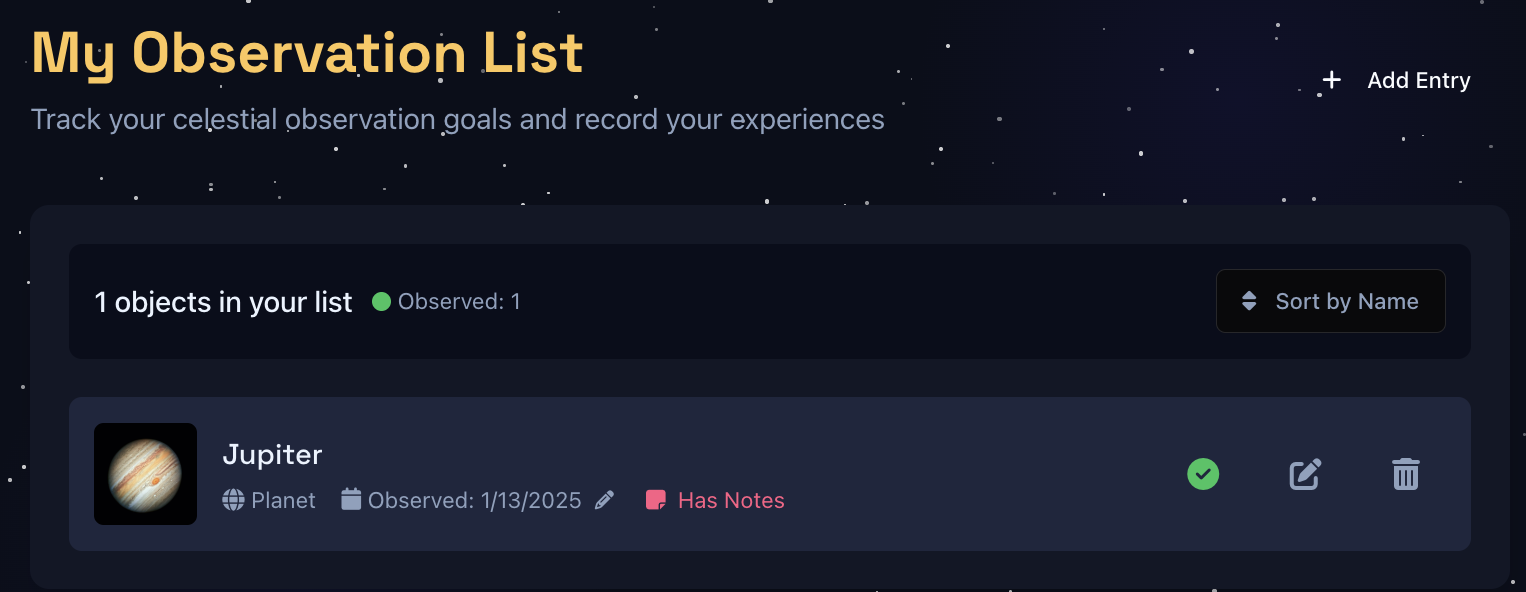 My Observation List
Track your celestial observation goals and record your experiences
+ Add Entry
1 objects in your list Observed: 1
Sort by Name
Jupiter
Planet Observed: 1/13/2025 Has Notes